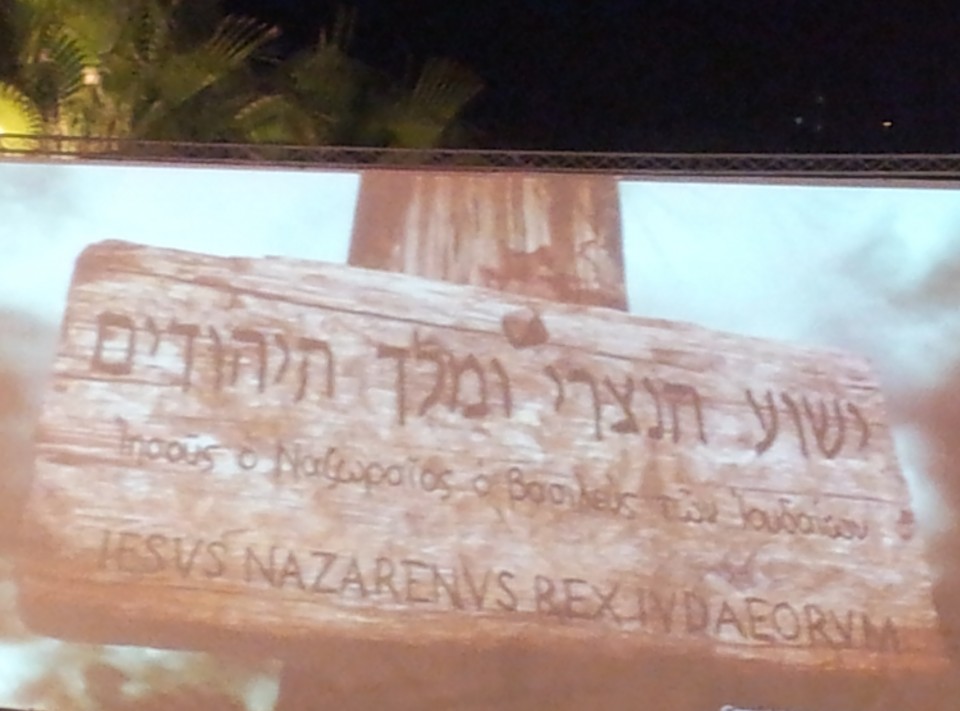 ישוע הנצרי ומלך היהודים
Ἰησοῦς ὁ Ναζωραῖος ὁ Βασιλεὺς τῶν Ἰουδαίων
IESVS NAZARENVS REX IVDAEORVM